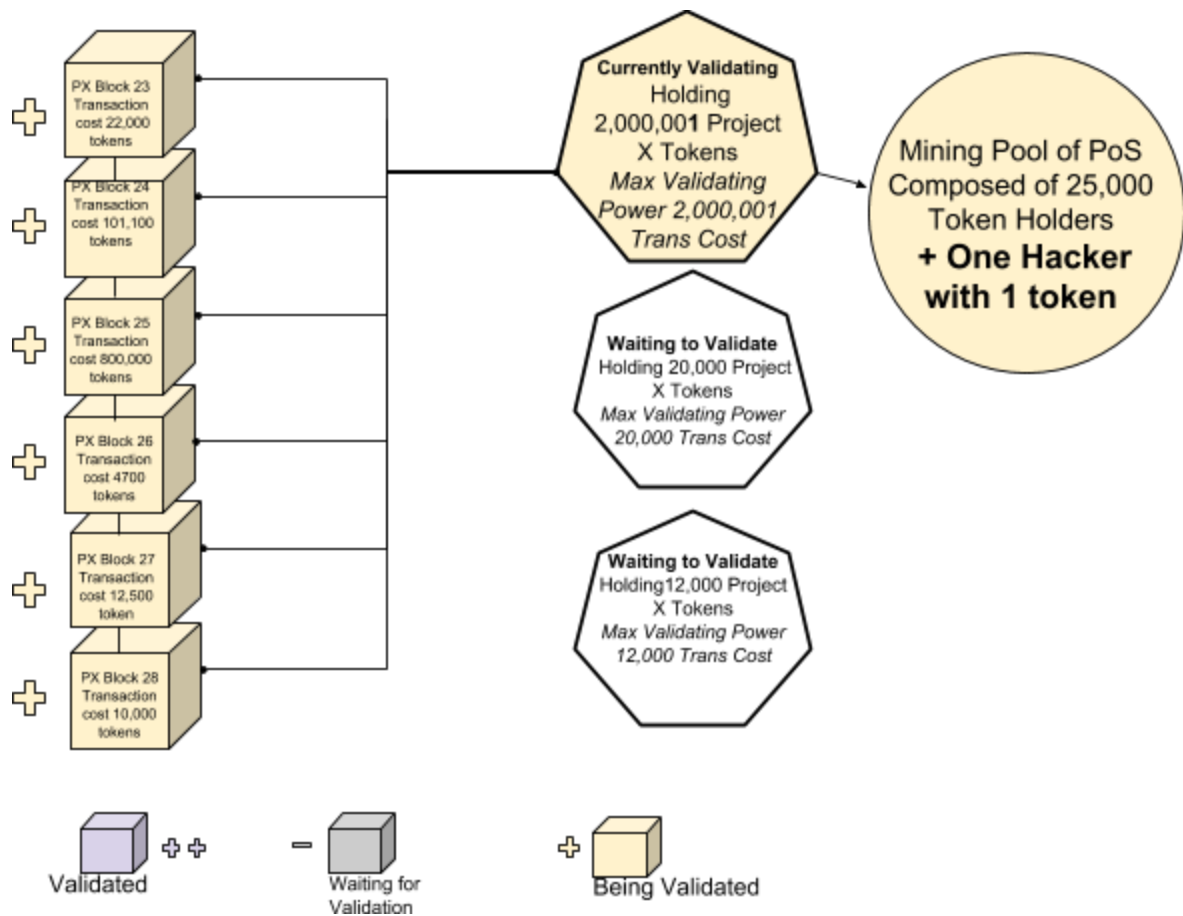 PX Block 23
Transaction
cost 22,000
tokens
PX Block 24
Transaction
cost 101,100
tokens
PX Block 25
Transaction
cost 800,000
tokens
PX Block 26
Transaction
cost 4700
tokens
PX Block 27
Transaction
cost 12,500
token
PX Block 28
Transaction
cost 10,000
tokens
Currently Validating
Holding
2,000,001 Project
X Tokens
Max Validating
Power 2,000,001
Trans Cost
Mining Pool of PoS
Composed of 25,000
Token Holders
+ One Hacker
with 1 token
Waiting to Validate
Holding 20,000 Project
X Tokens
Max Validating Power
20,000 Trans Cost
Waiting to Validate
Holding12,000 Project
X Tokens
Max Validating Power
12,000 Trans Cost
Validated
Waiting for
Validation
Being Validated